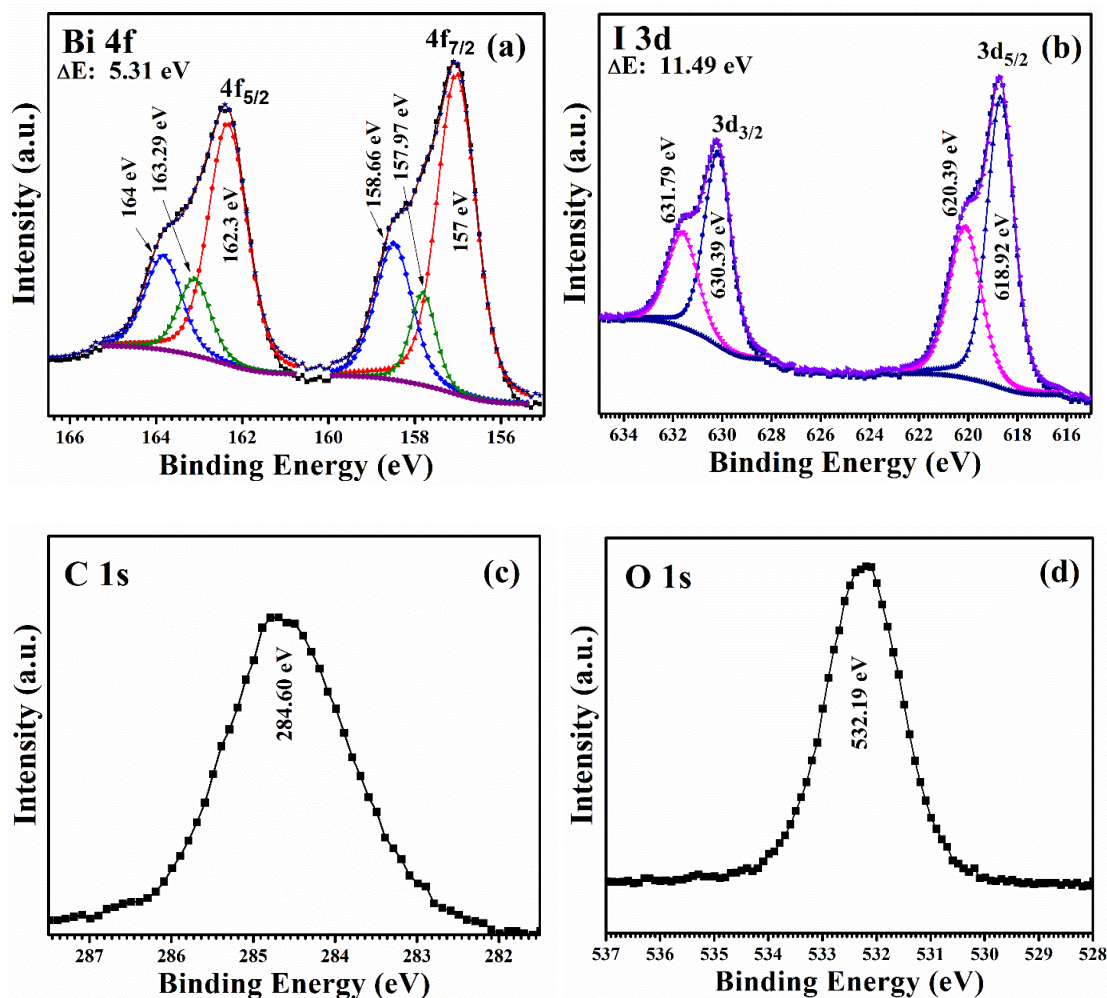 Bi 4f
ΔE: 5.31 eV
4f5/2
4f7/2
(a)
164 eV
163.29 eV
162.3 eV
158.66 eV
157.97 eV
157 eV
Intensity (a.u.)
166 164 162 160 158 156
Binding Energy (eV)
I 3d
ΔE: 11.49 eV
3d3/2
3d5/2
(b)
631.79 eV
630.39 eV
620.39 eV
618.92 eV
Intensity (a.u.)
634 632 630 628 626 624 622 620 618 616
Binding Energy (eV)
C 1s
(c)
284.60 eV
Intensity (a.u.)
287 286 285 284 283 282
Binding Energy (eV)
O 1s
(d)
532.19 eV
Intensity (a.u.)
537 536 535 534 533 532 531 530 529 528
Binding Energy (eV)